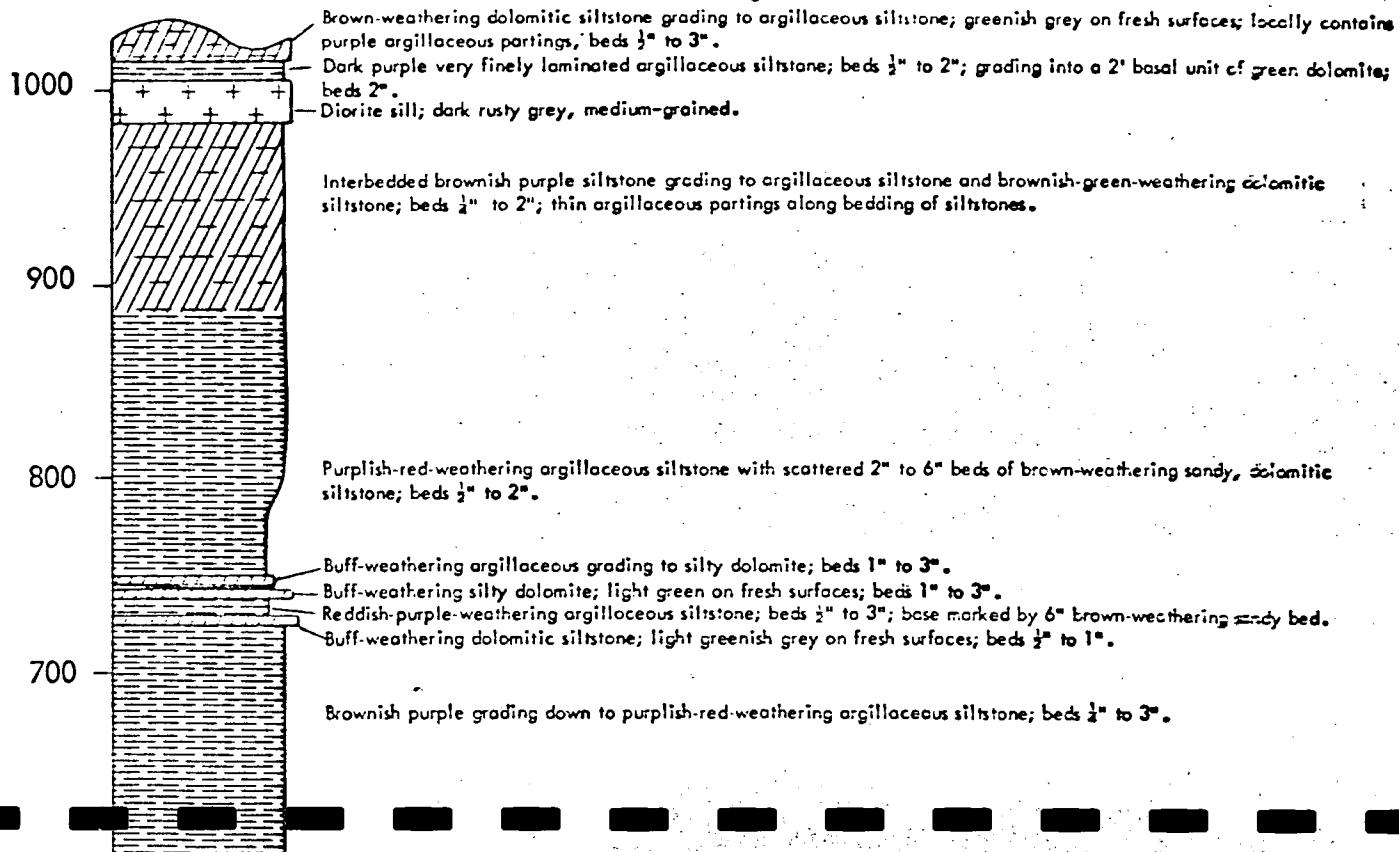 Brown-weathering dolomitic siltstone grading to argillaceous siltstone; greenish grey on fresh surfaces; locally contains
purple argillaceous partings, beds ½" to 3".
Dark purple very finely laminated argillaceous siltstone; beds ½" to 2"; grading into a 2' basal unit of green dolomite;
beds 2".
1000
Diorite sill; dark rusty grey, medium-grained.
Interbedded brownish purple siltstone grading to argillaceous siltstone and brownish-green-weathering dolomitic
siltstone; beds ¼" to 2"; thin argillaceous partings along bedding of siltstones.
900
Purplish-red-weathering argillaceous siltstone with scattered 2" to 6" beds of brown-weathering sandy, dolomitic
800
siltstone; beds ½" to 2".
Buff-weathering argillaceous grading to silty dolomite; beds 1" to 3".
Buff-weathering silty dolomite; light green on fresh surfaces; beds 1" to 3".
Reddish-purple-weathering argillaceous siltstone; beds ½" to 3"; base marked by 6" brown-weathering sandy bed.
Buff-weathering dolomitic siltstone; light greenish grey on fresh surfaces; beds ½" to 1".
700
Brownish purple grading down to purplish-red-weathering argillaceous siltstone; beds ¼" to 3".